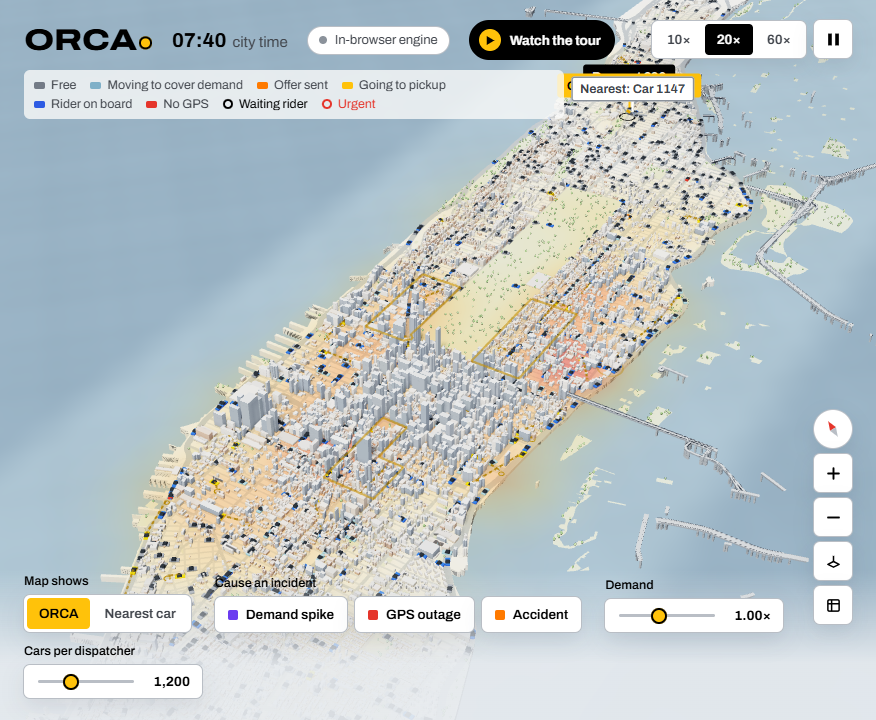 ORCA
07:40 city time
In-browser engine
Watch the tour
10×
20×
60×
Free
Moving to cover demand
Offer sent
Going to pickup
Rider on board
No GPS
Waiting rider
Urgent
Nearest: Car 1147
Map shows
ORCA
Nearest car
Cause an incident
Demand spike
GPS outage
Accident
Demand
1.00×
Cars per dispatcher
1,200